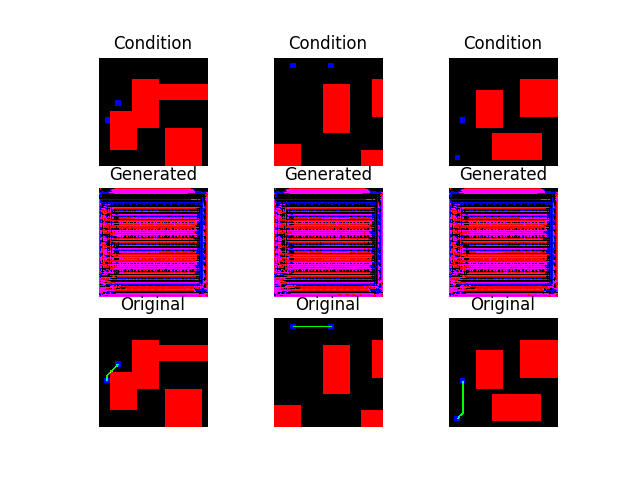 Condition Condition Condition
Generated Generated Generated
Original Original Original